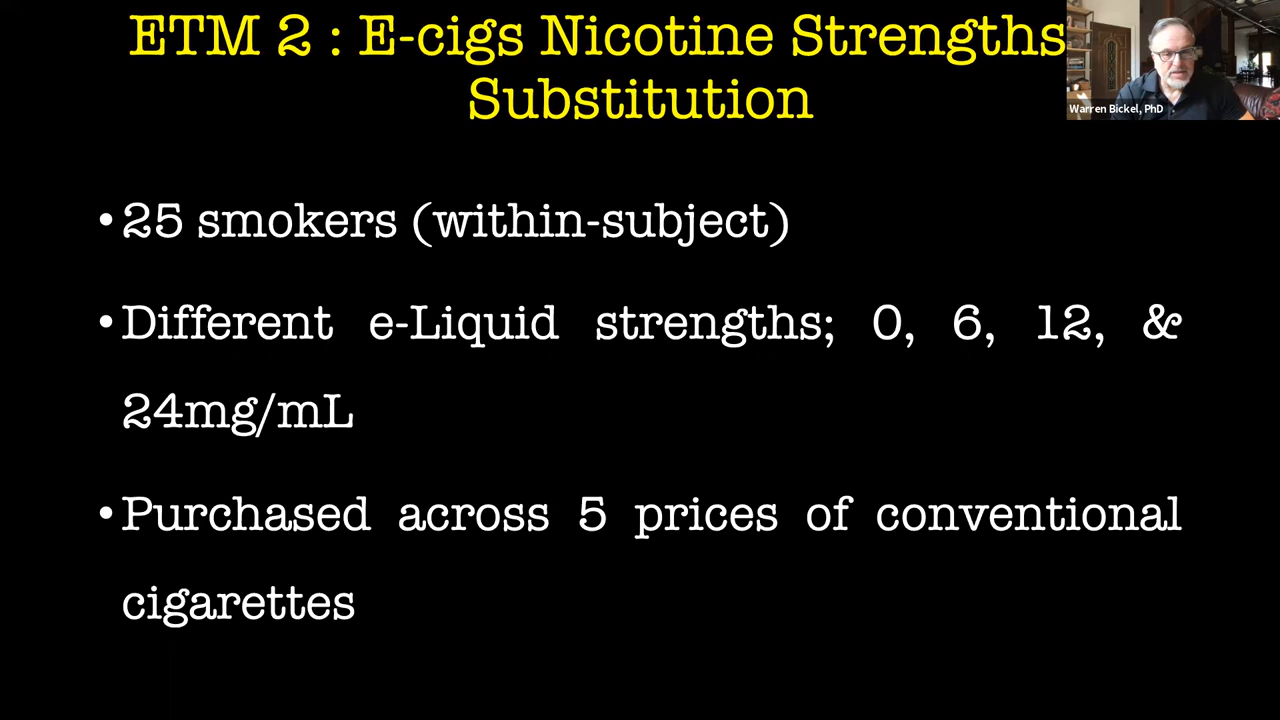 ETM 2 : E-cigs Nicotine Strengths
Substitution
Warren Bickel, PhD
•25 smokers (within-subject)
•Different e-Liquid strengths; 0, 6, 12, &
24mg/mL
•Purchased across 5 prices of conventional
cigarettes